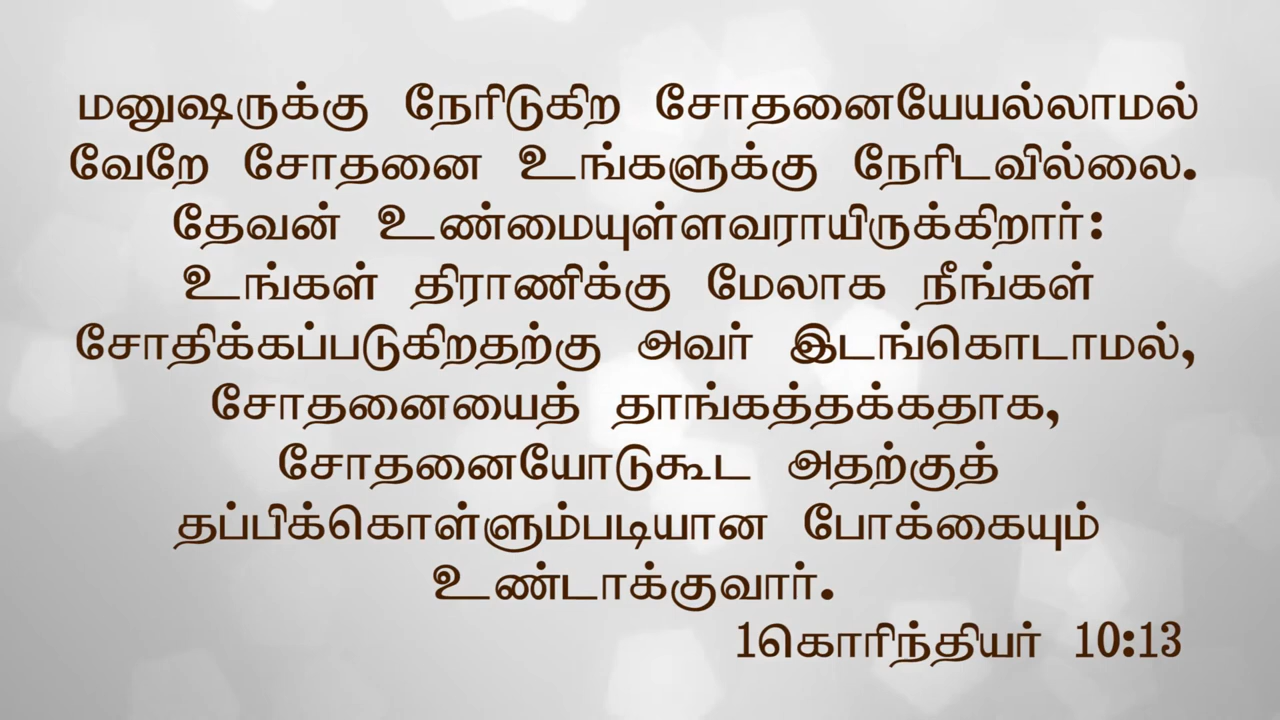 மனுஷருக்கு நேரிடுகிற சோதனையேயல்லாமல்
வேறே சோதனை உங்களுக்கு நேரிடவில்லை.
தேவன் உண்மையுள்ளவராயிருக்கிறார்:
உங்கள் திராணிக்கு மேலாக நீங்கள்
சோதிக்கப்படுகிறதற்கு அவர் இடங்கொடாமல்,
சோதனையைத் தாங்கத்தக்கதாக,
சோதனையோடுகூட அதற்குத்
தப்பிக்கொள்ளும்படியான போக்கையும்
உண்டாக்குவார்.
1கொரிந்தியர் 10:13